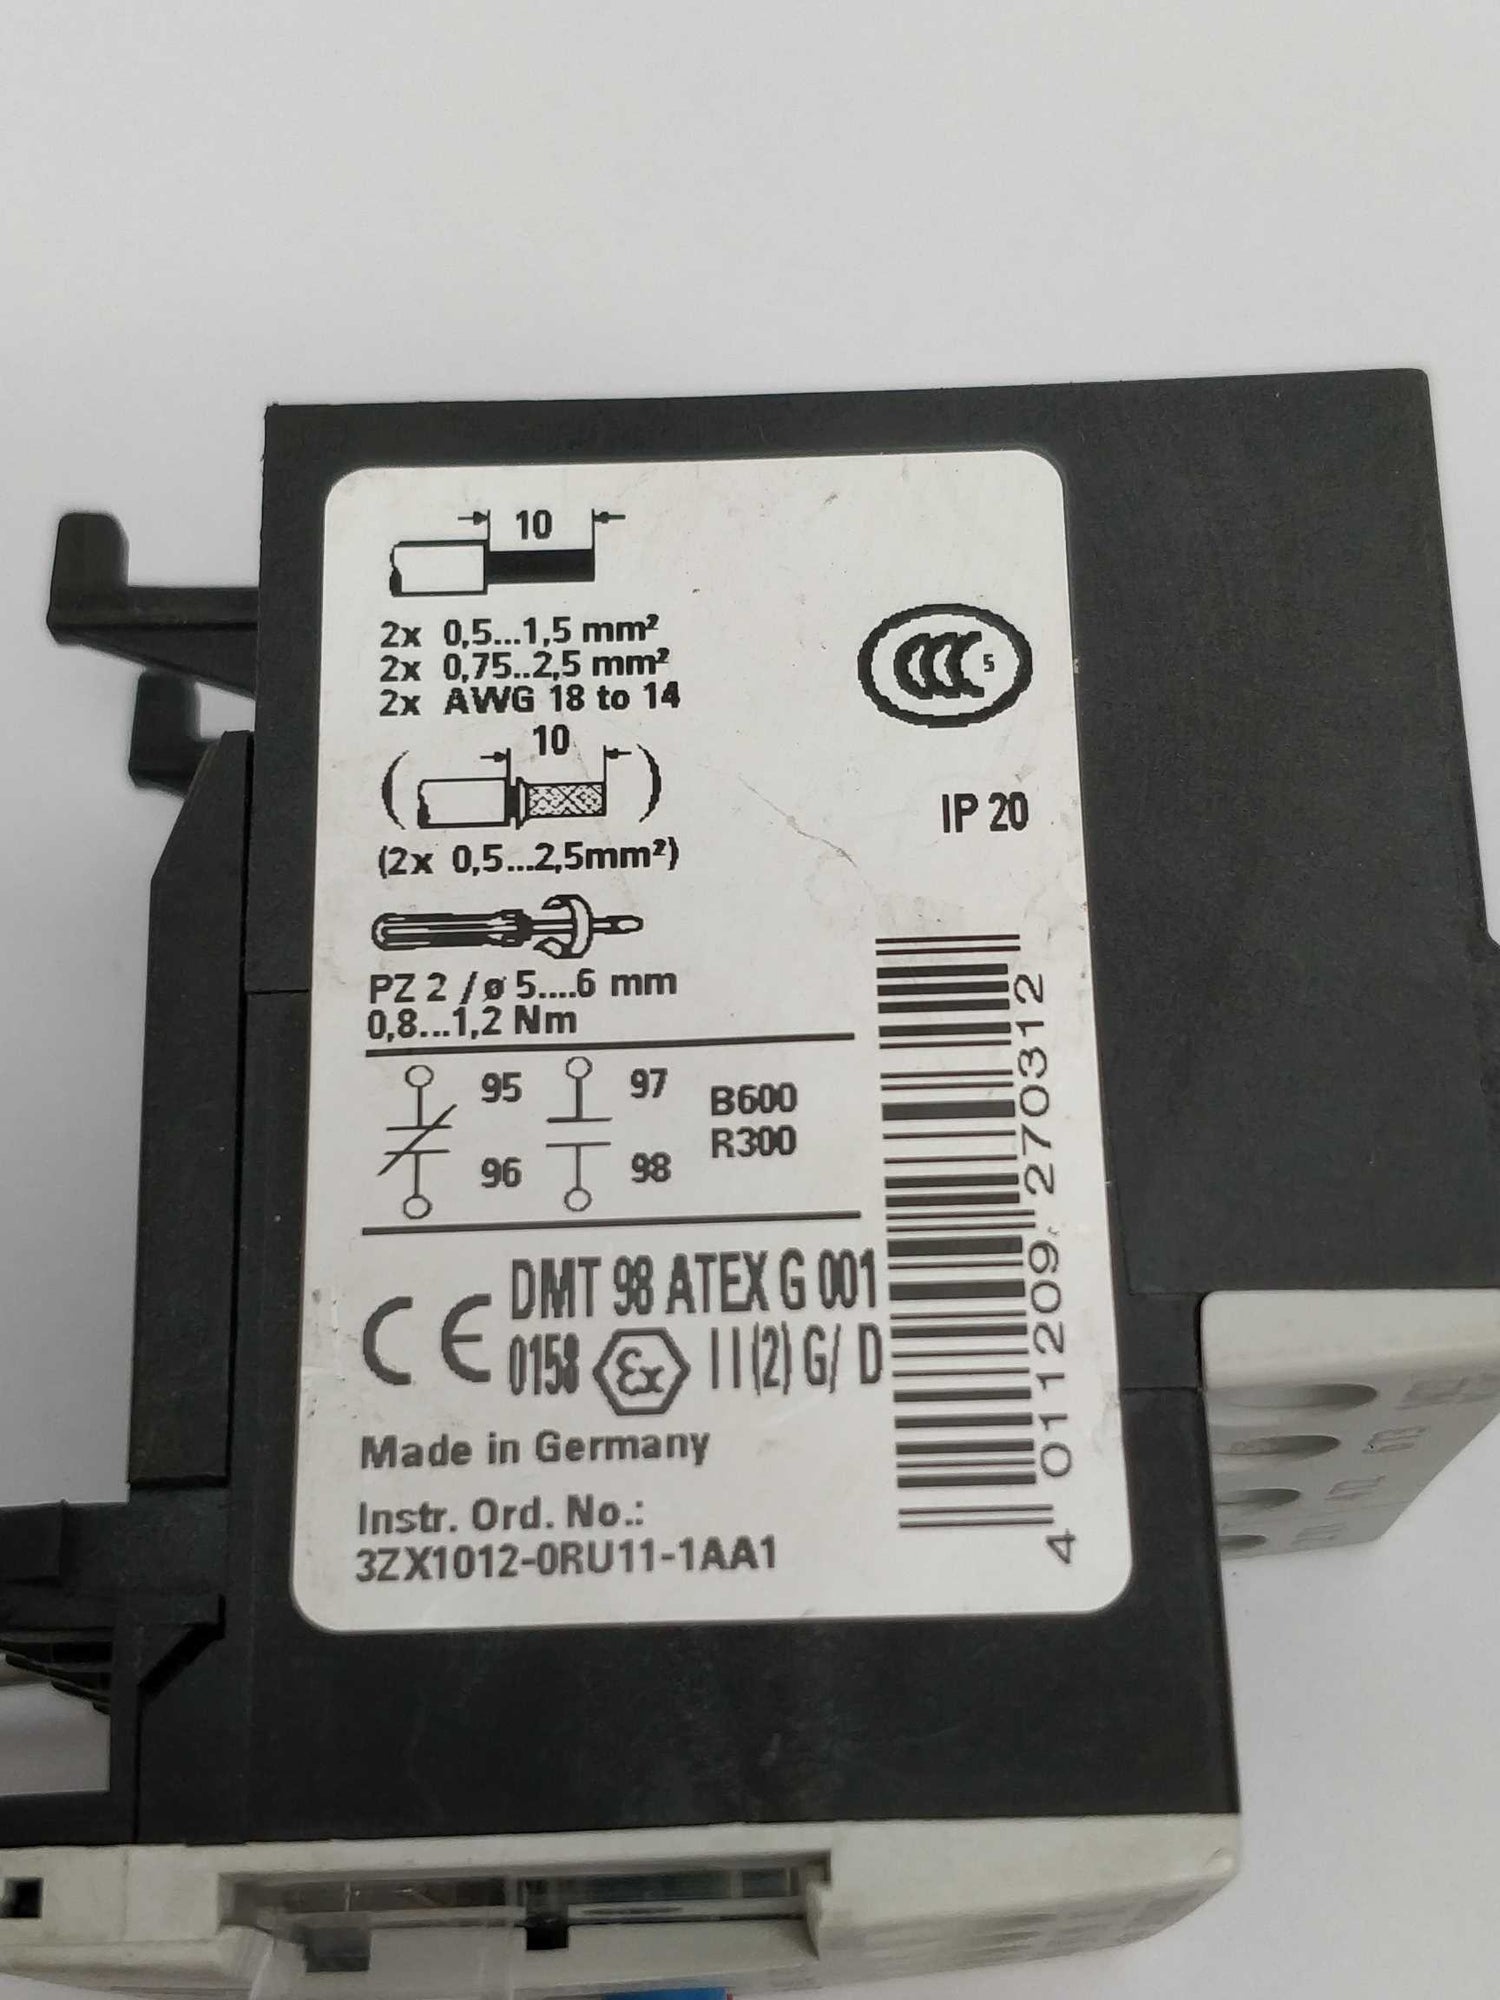 10
2x 0,5...1,5 mm²
2x 0,75..2,5 mm²
2x AWG 18 to 14
10
(2x 0,5...2,5mm²)
PZ 2 / ø 5....6 mm
0,8...1,2 Nm
95 97 B600
R300
96 98
CE DMT 98 ATEX G 001
0158 Ex II(2) G/ D
Made in Germany
Instr. Ord. No.:
3ZX1012-0RU11-1AA1
CCC S
IP 20
4 011209 270312